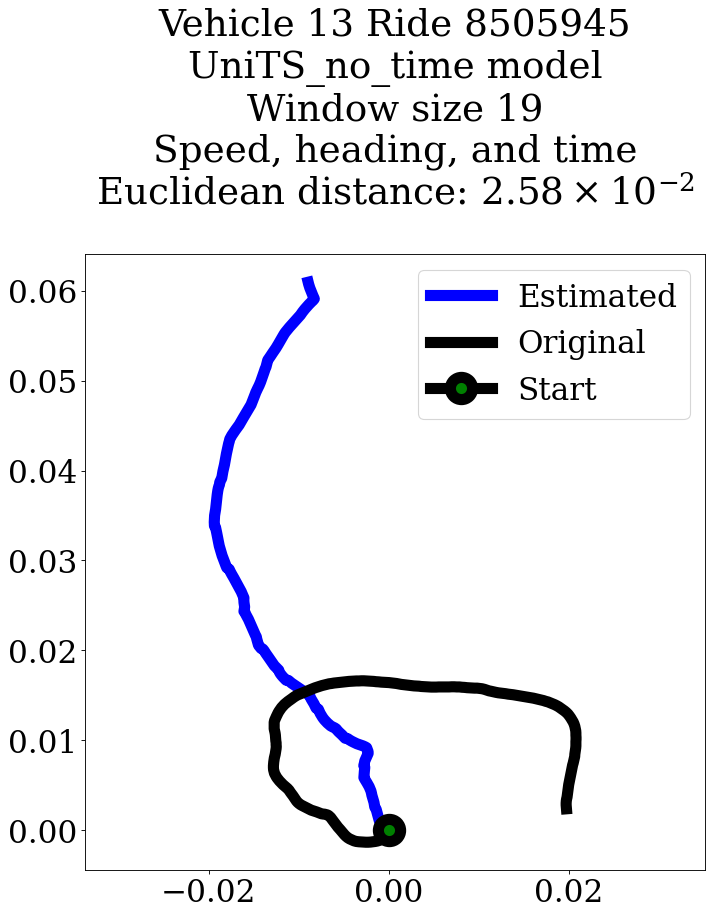 Vehicle 13 Ride 8505945
UniTS_no_time model
Window size 19
Speed, heading, and time
Euclidean distance: 2.58 × 10⁻²
Estimated
Original
Start
0.06
0.05
0.04
0.03
0.02
0.01
0.00
−0.02 0.00 0.02